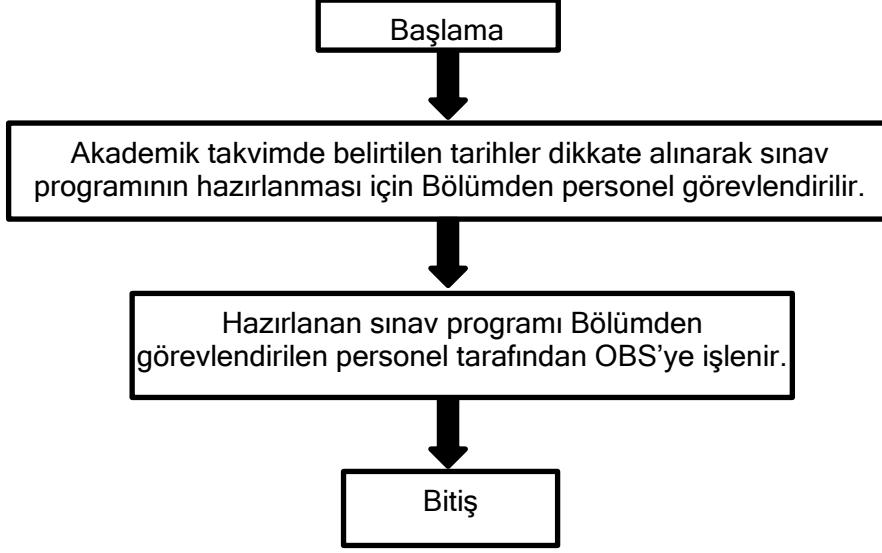 Başlama
Akademik takvimde belirtilen tarihler dikkate alınarak sınav
programının hazırlanması için Bölümden personel görevlendirilir.
Hazırlanan sınav programı Bölümden
görevlendirilen personel tarafından OBS’ye işlenir.
Bitiş